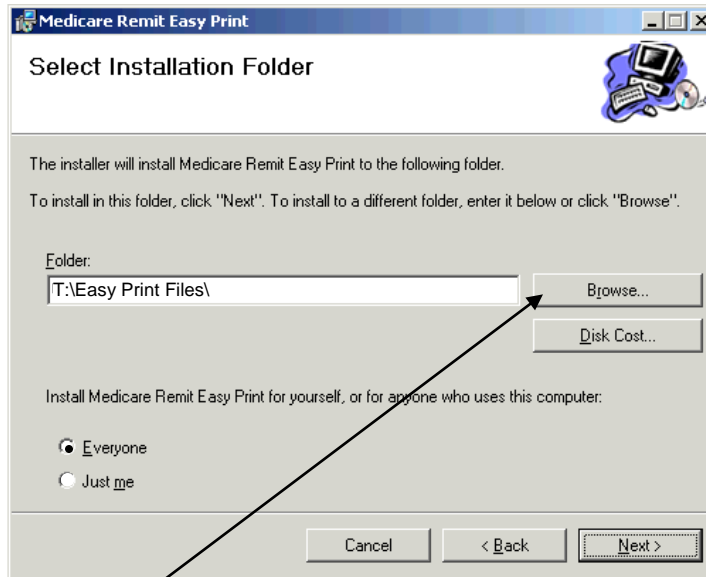 Medicare Remit Easy Print
Select Installation Folder
The installer will install Medicare Remit Easy Print to the following folder.
To install in this folder, click "Next". To install to a different folder, enter it below or click "Browse".
Folder:
T:\Easy Print Files\
Browse...
Disk Cost...
Install Medicare Remit Easy Print for yourself, or for anyone who uses this computer:
Everyone
Just me
Cancel
< Back
Next >